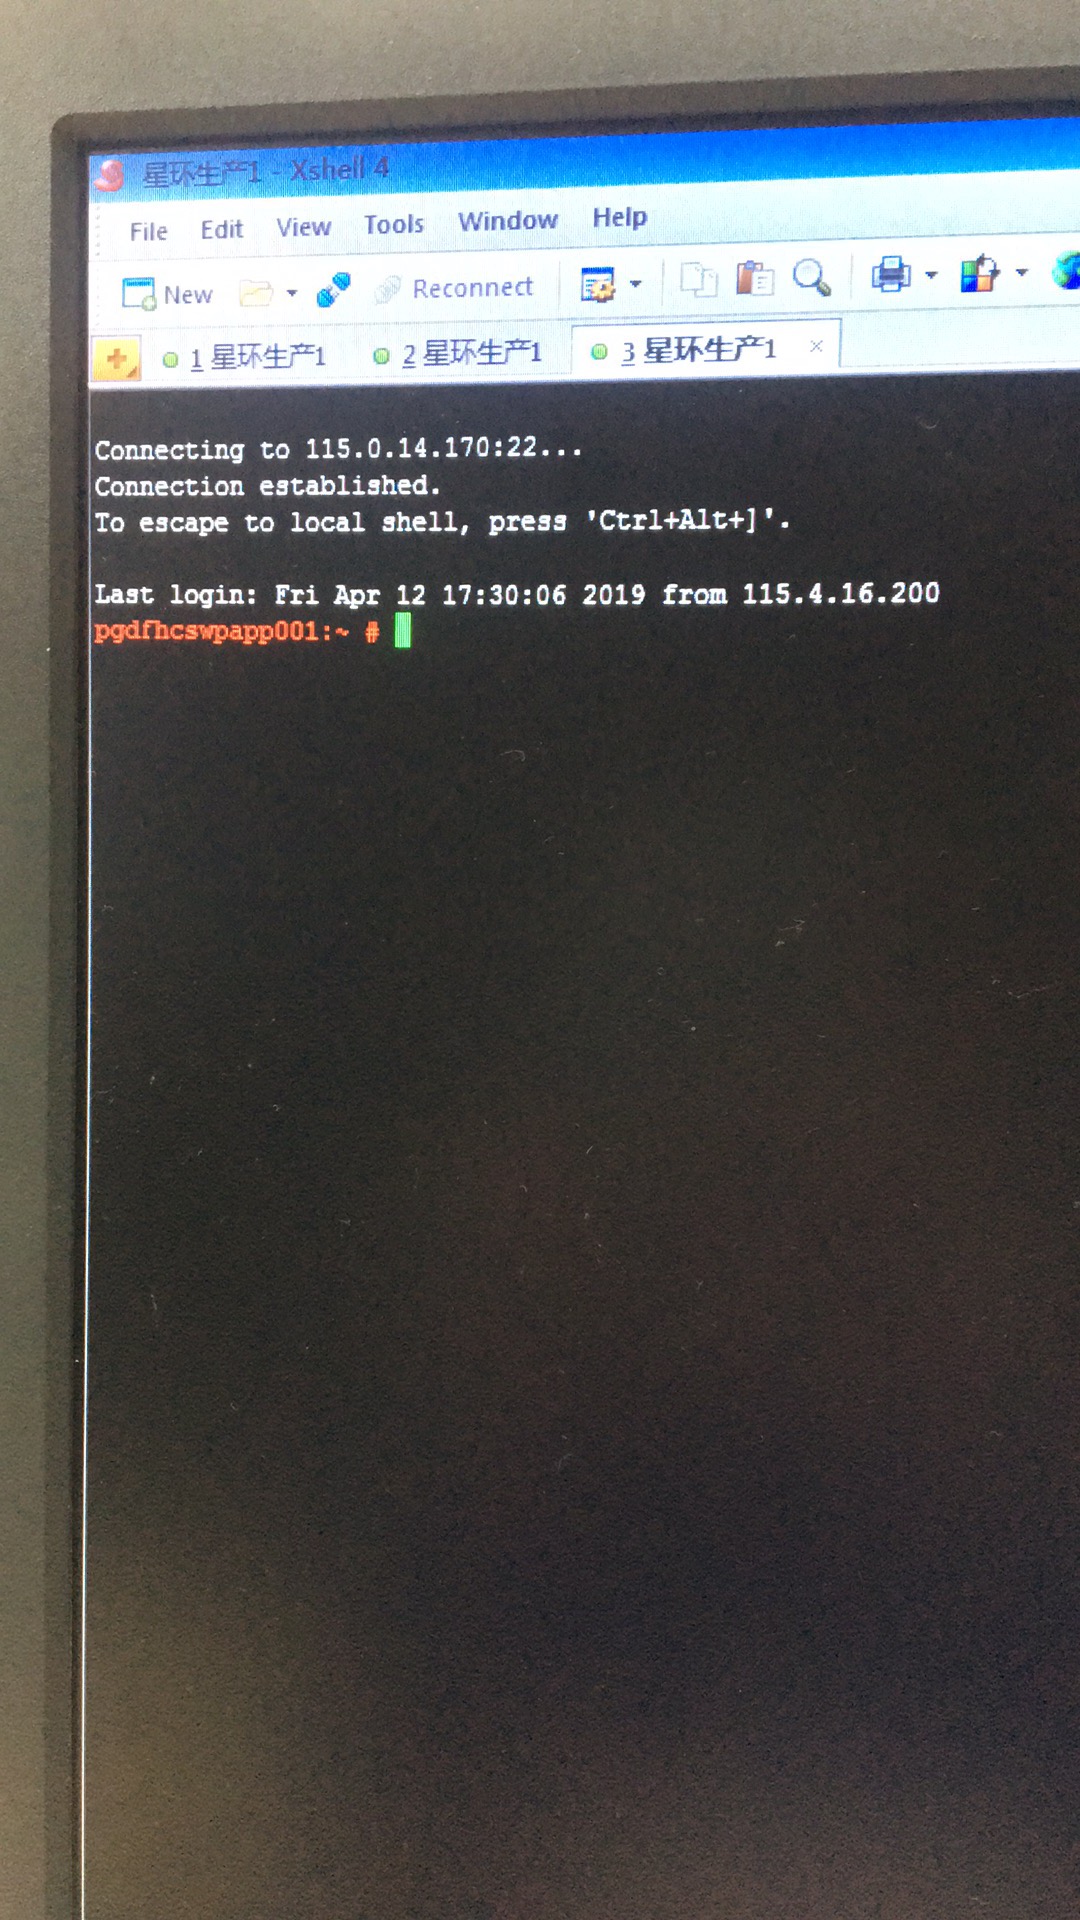 星环生产1 - Xshell 4
File Edit View Tools Window Help
New Reconnect
1 星环生产1 2 星环生产1 3 星环生产1
Connecting to 115.0.14.170:22...
Connection established.
To escape to local shell, press 'Ctrl+Alt+]'.
Last login: Fri Apr 12 17:30:06 2019 from 115.4.16.200
pgdfhcswpapp001:~ #